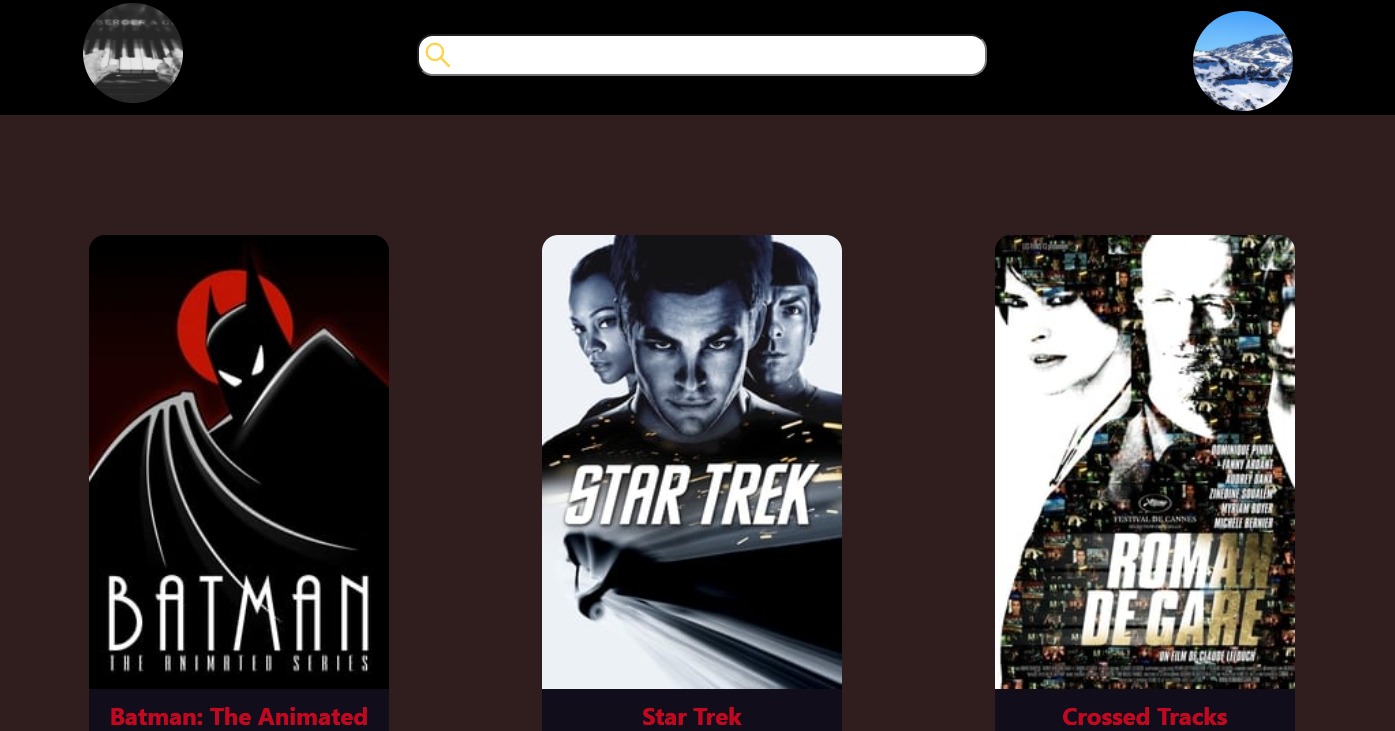 BATMAN
THE ANIMATED SERIES
Batman: The Animated
STAR TREK
Star Trek
DOMINIQUE PINON
FANNY ARDANT
AUDREY DANA
ZINEDINE SOUALEM
MYRIAM BOYER
MICHÈLE BERNIER
FESTIVAL DE CANNES
ROMAN
DE GARE
UN FILM DE CLAUDE LELOUCH
Crossed Tracks